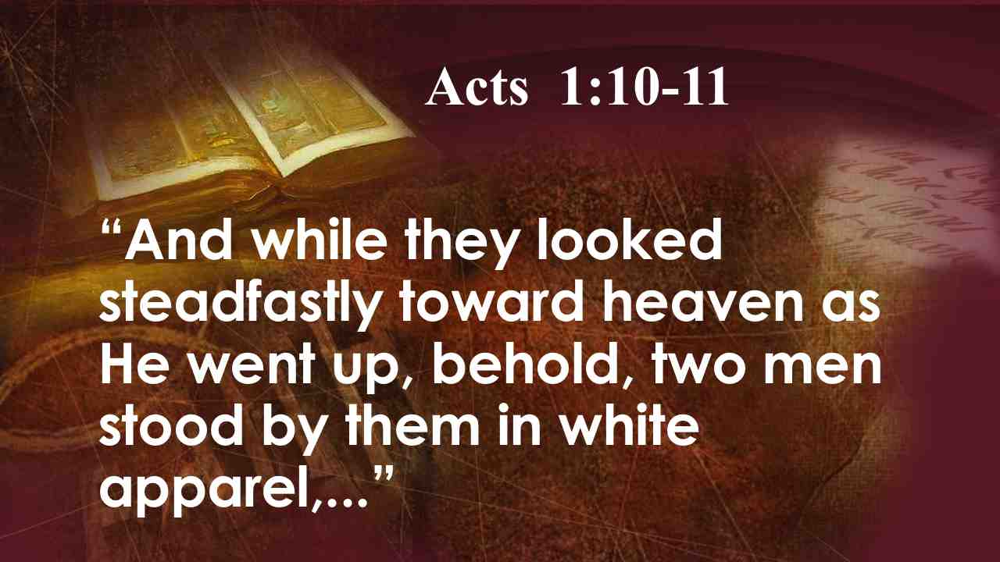 Acts 1:10-11
“And while they looked
steadfastly toward heaven as
He went up, behold, two men
stood by them in white
apparel,...”